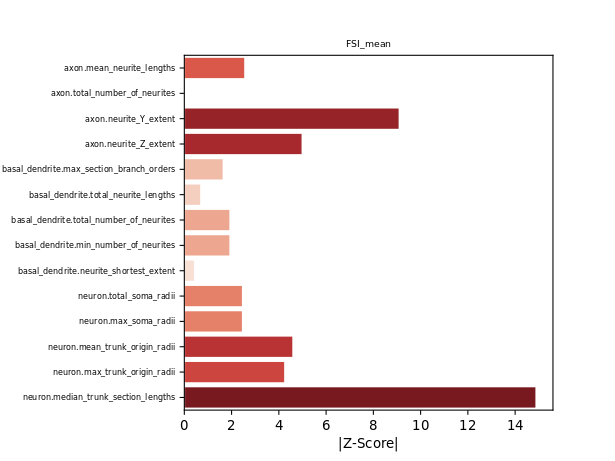 FSI_mean
axon.mean_neurite_lengths
axon.total_number_of_neurites
axon.neurite_Y_extent
axon.neurite_Z_extent
basal_dendrite.max_section_branch_orders
basal_dendrite.total_neurite_lengths
basal_dendrite.total_number_of_neurites
basal_dendrite.min_number_of_neurites
basal_dendrite.neurite_shortest_extent
neuron.total_soma_radii
neuron.max_soma_radii
neuron.mean_trunk_origin_radii
neuron.max_trunk_origin_radii
neuron.median_trunk_section_lengths
0 2 4 6 8 10 12 14
|Z-Score|